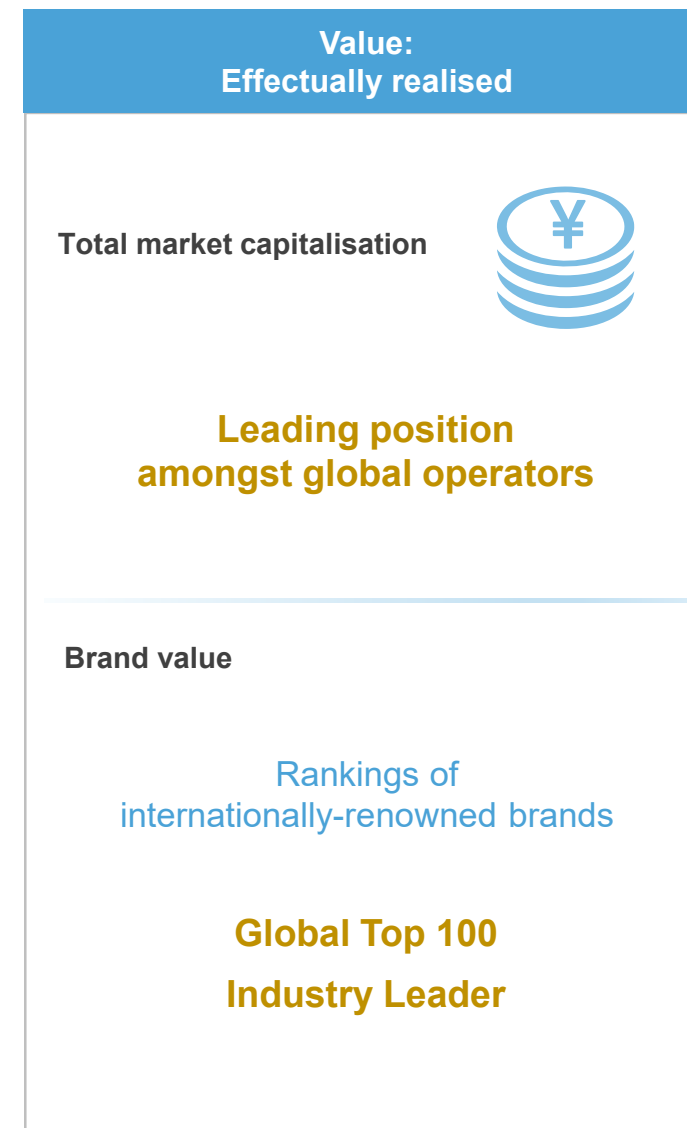 Value:
Effectually realised
Total market capitalisation
¥
Leading position
amongst global operators
Brand value
Rankings of
internationally-renowned brands
Global Top 100
Industry Leader